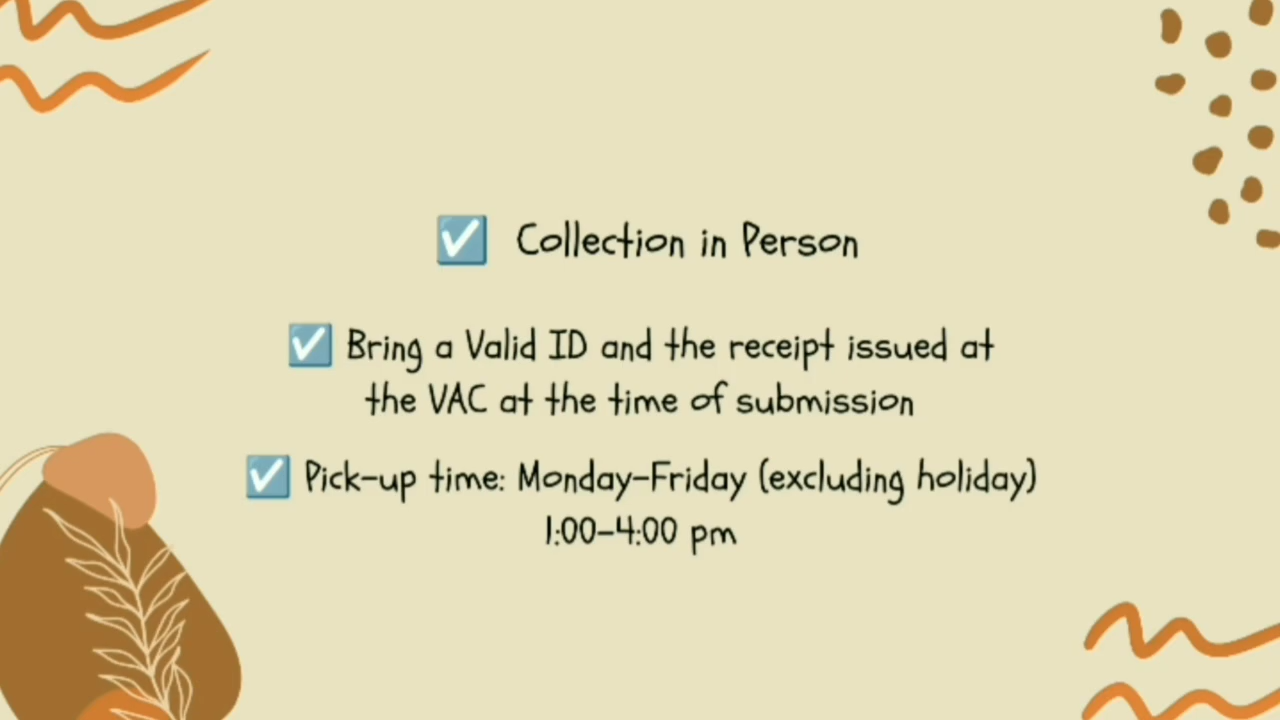 ☑ Collection in Person
☑ Bring a Valid ID and the receipt issued at
the VAC at the time of submission
☑ Pick-up time: Monday-Friday (excluding holiday)
1:00-4:00 pm